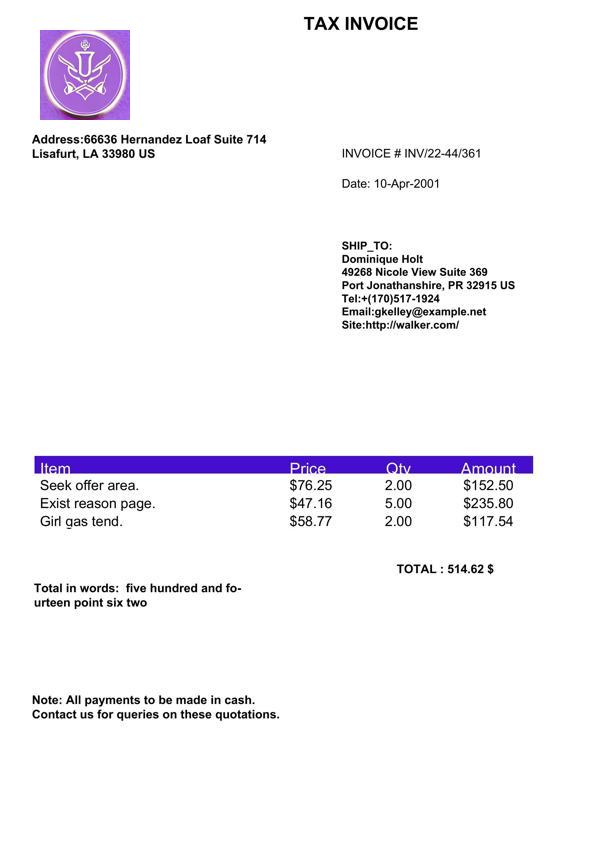 TAX INVOICE
U
Address:66636 Hernandez Loaf Suite 714
Lisafurt, LA 33980 US
INVOICE # INV/22-44/361
Date: 10-Apr-2001
SHIP_TO:
Dominique Holt
49268 Nicole View Suite 369
Port Jonathanshire, PR 32915 US
Tel:+(170)517-1924
Email:gkelley@example.net
Site:http://walker.com/
Item Price Qty Amount
Seek offer area. $76.25 2.00 $152.50
Exist reason page. $47.16 5.00 $235.80
Girl gas tend. $58.77 2.00 $117.54
TOTAL : 514.62 $
Total in words:  five hundred and fo-
urteen point six two
Note: All payments to be made in cash.
Contact us for queries on these quotations.